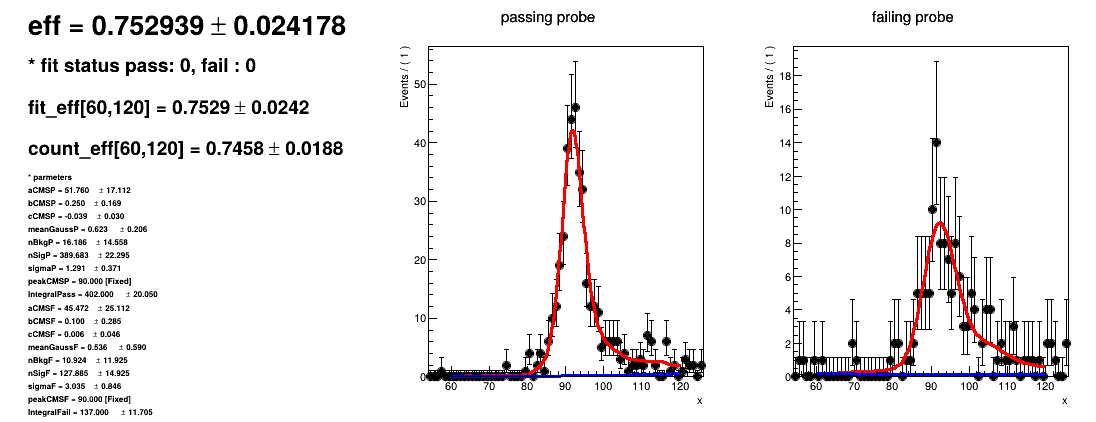 eff = 0.752939 ± 0.024178
* fit status pass: 0, fail : 0
fit_eff[60,120] = 0.7529 ± 0.0242
count_eff[60,120] = 0.7458 ± 0.0188
* parmeters
aCMSP = 51.760 ± 17.112
bCMSP = 0.250 ± 0.169
cCMSP = -0.039 ± 0.030
meanGaussP = 0.623 ± 0.206
nBkgP = 16.186 ± 14.558
nSigP = 389.683 ± 22.295
sigmaP = 1.291 ± 0.371
peakCMSP = 90.000 [Fixed]
IntegralPass = 402.000 ± 20.050
aCMSF = 45.472 ± 25.112
bCMSF = 0.100 ± 0.285
cCMSF = 0.006 ± 0.046
meanGaussF = 0.536 ± 0.590
nBkgF = 10.924 ± 11.925
nSigF = 127.885 ± 14.925
sigmaF = 3.035 ± 0.846
peakCMSF = 90.000 [Fixed]
IntegralFail = 137.000 ± 11.705
passing probe
Events / ( 1 )
50
40
30
20
10
0
60 70 80 90 100 110 120
x
failing probe
Events / ( 1 )
18
16
14
12
10
8
6
4
2
0
60 70 80 90 100 110 120
x